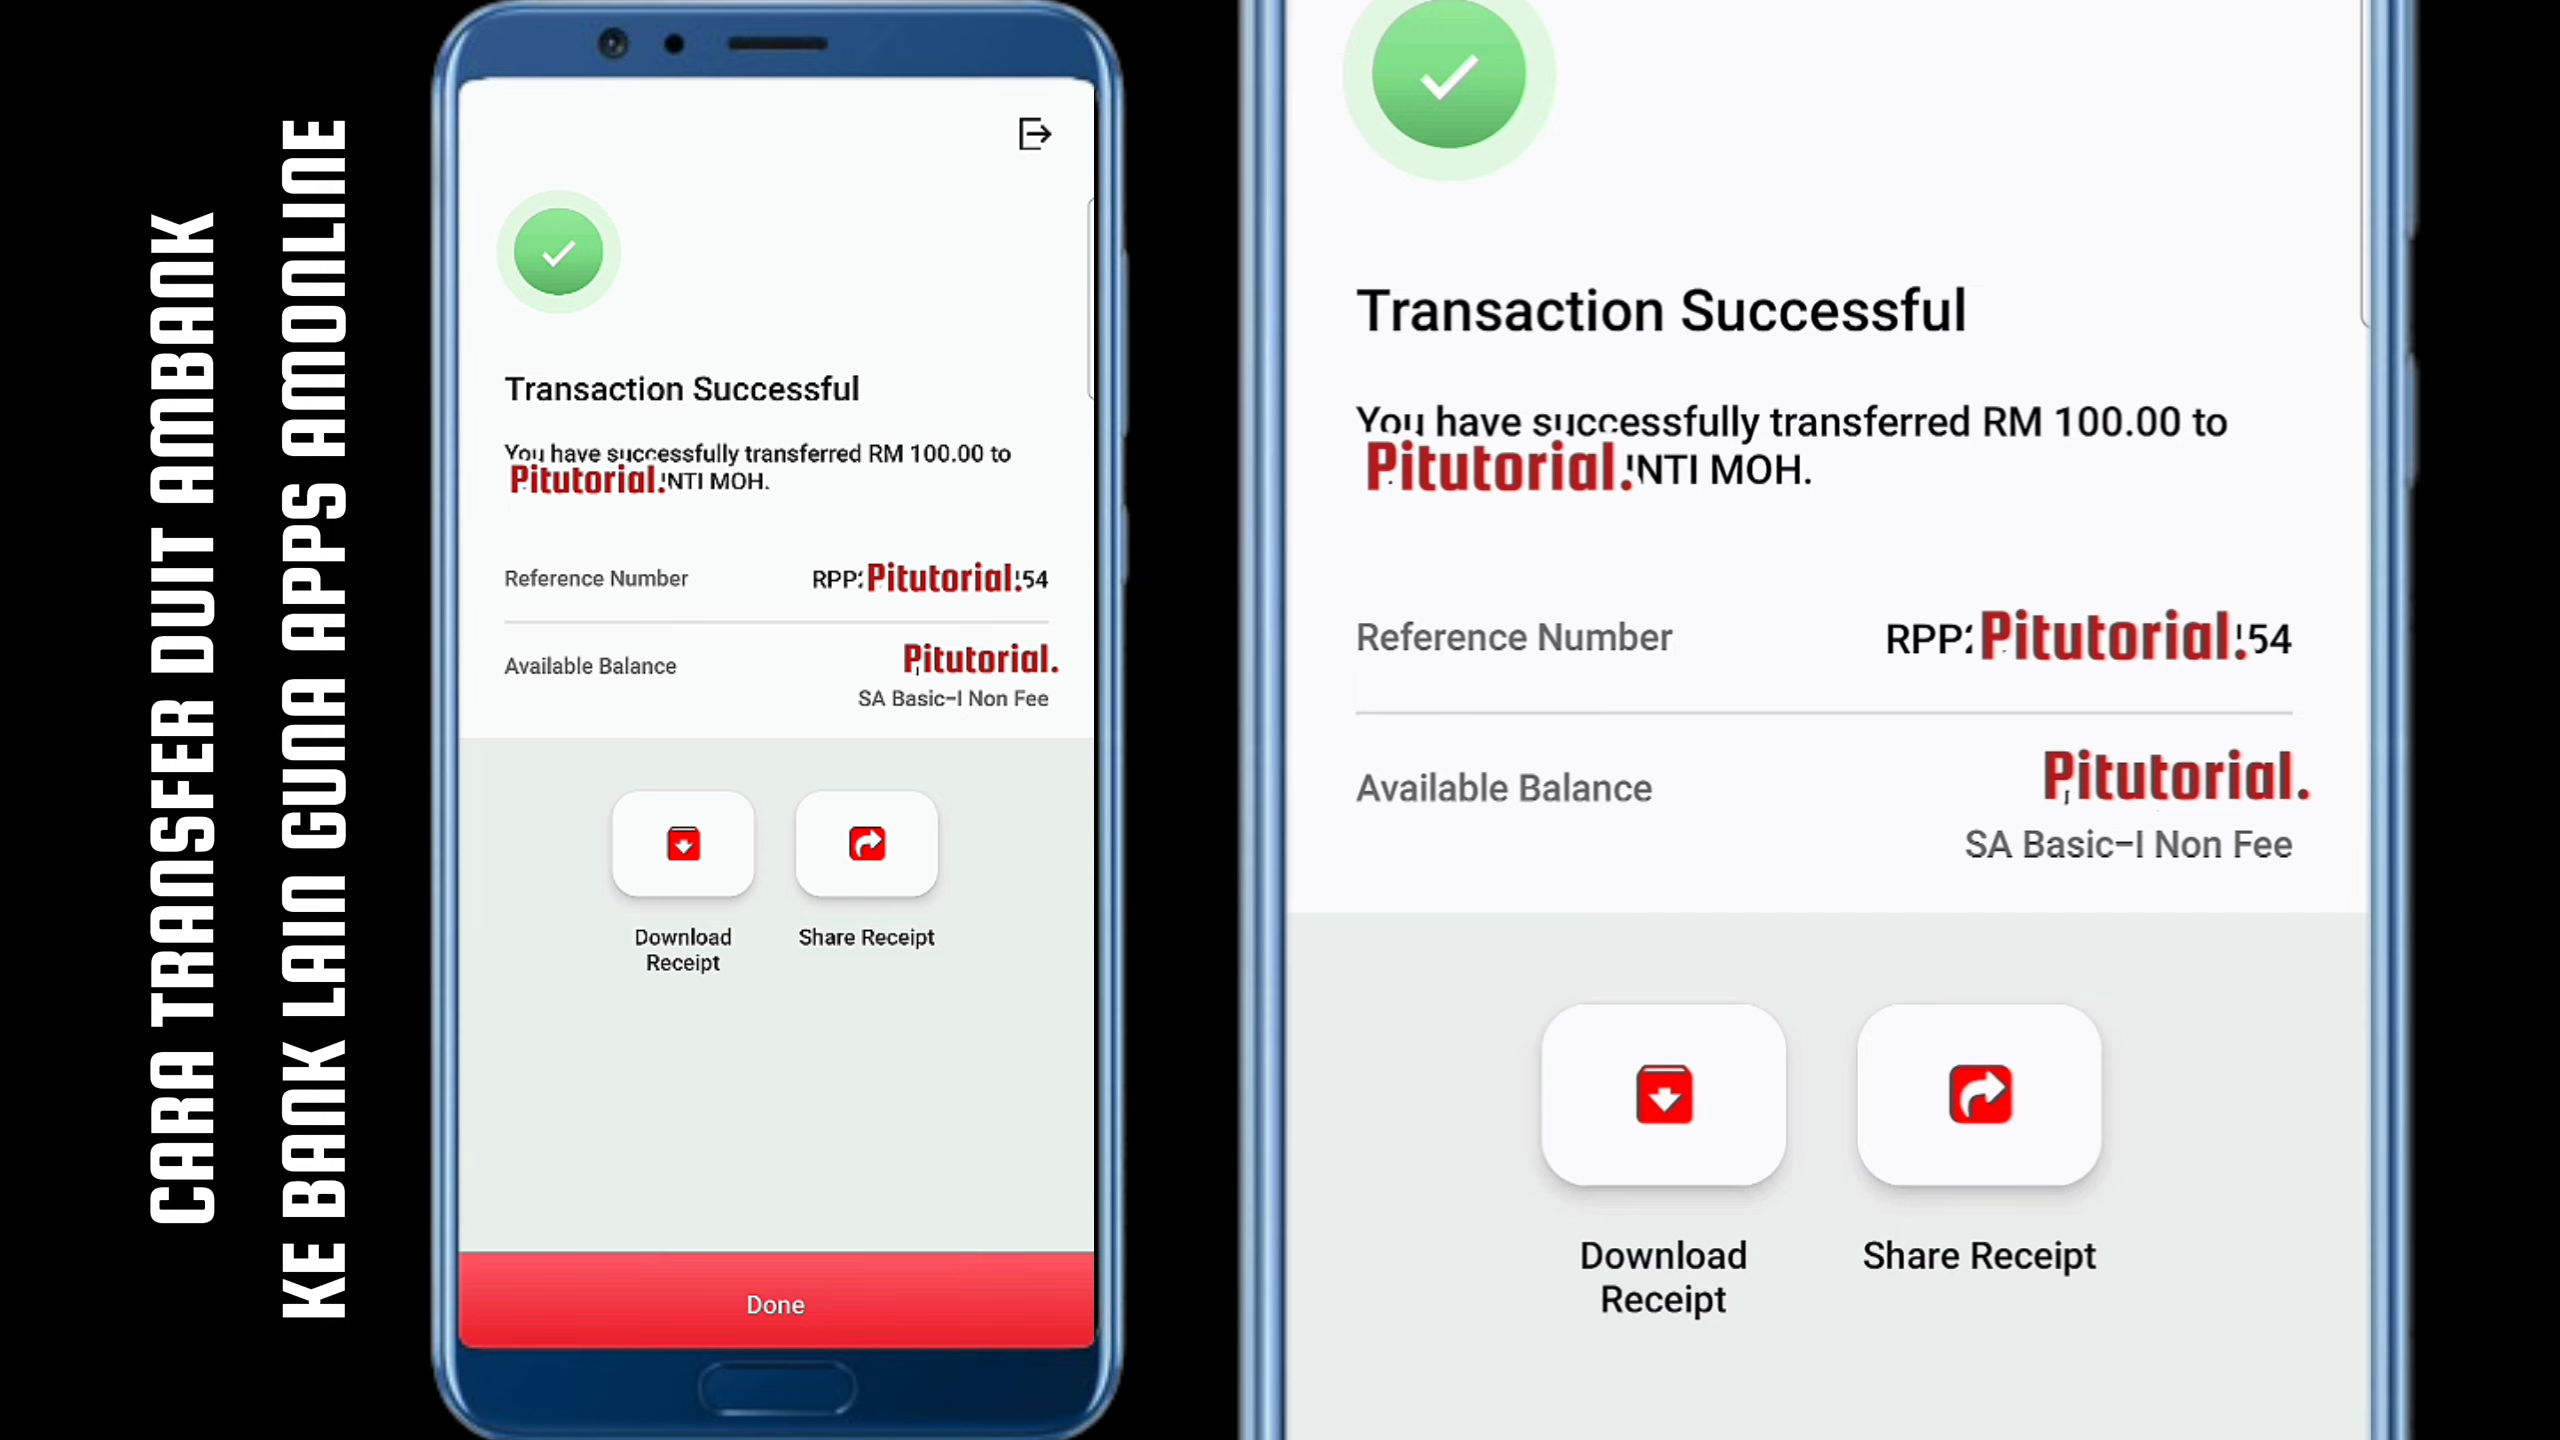 CARA TRANSFER DUIT AMBANK
KE BANK LAIN GUNA APPS AMONLINE
Transaction Successful
You have successfully transferred RM 100.00 to
Pitutorial. NTI MOH.
Reference Number
RPP Pitutorial. 54
Available Balance
Pitutorial.
SA Basic-I Non Fee
Download
Receipt
Share Receipt
Done
Transaction Successful
You have successfully transferred RM 100.00 to
Pitutorial. NTI MOH.
Reference Number
RPP Pitutorial. 54
Available Balance
Pitutorial.
SA Basic-I Non Fee
Download
Receipt
Share Receipt